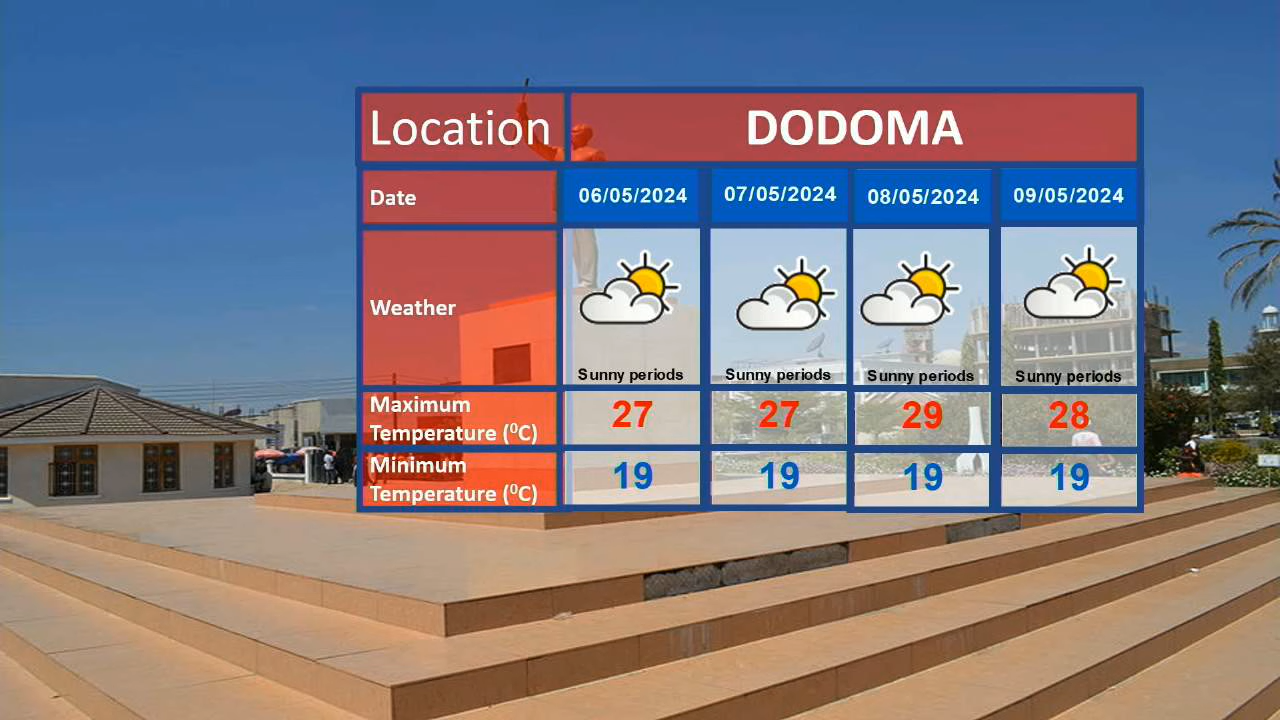 Location DODOMA
Date 06/05/2024 07/05/2024 08/05/2024 09/05/2024
Weather
Sunny periods Sunny periods Sunny periods Sunny periods
Maximum
Temperature (⁰C) 27 27 29 28
Minimum
Temperature (⁰C) 19 19 19 19